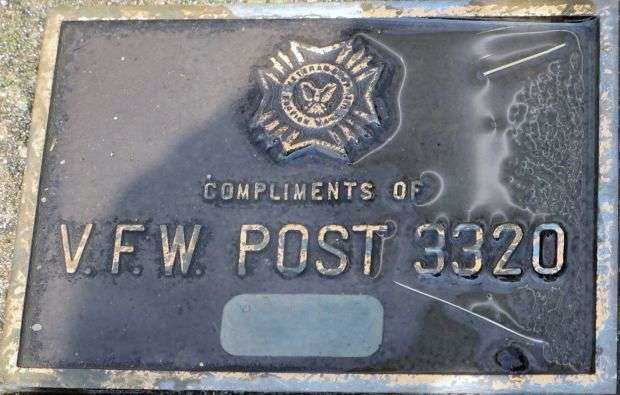 COMPLIMENTS OF
V.F.W. POST 3320